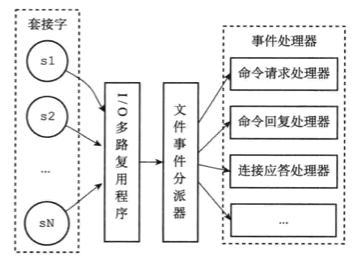 套接字
s1
s2
...
sN
I/O多路复用程序
文件事件分派器
事件处理器
命令请求处理器
命令回复处理器
连接应答处理器
...